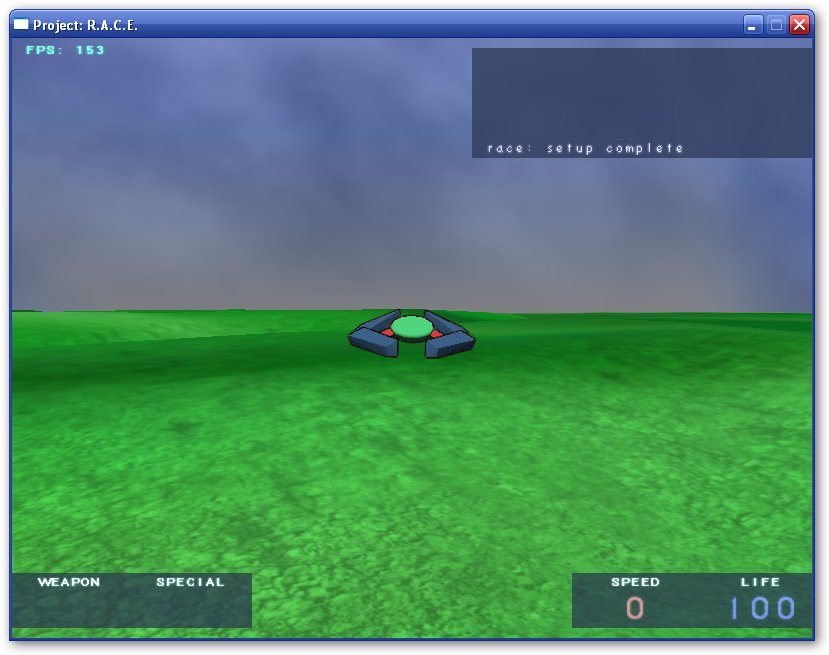 Project: R.A.C.E.
FPS: 153
race: setup complete
WEAPON SPECIAL
SPEED LIFE
0 100